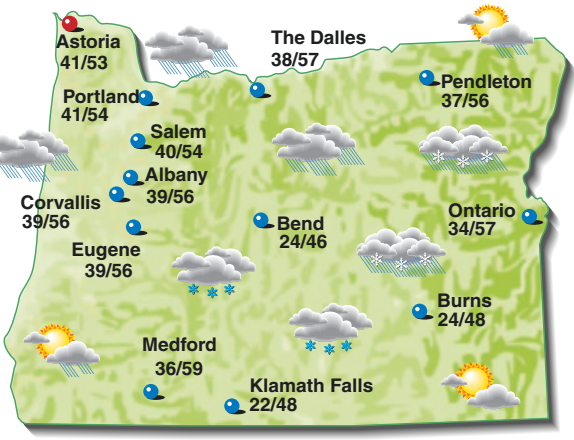 The Dalles
38/57
Astoria
41/53
Pendleton
37/56
Portland
41/54
Salem
40/54
Albany
39/56
Corvallis
39/56
Ontario
34/57
Bend
24/46
Eugene
39/56
Burns
24/48
Medford
36/59
Klamath Falls
22/48